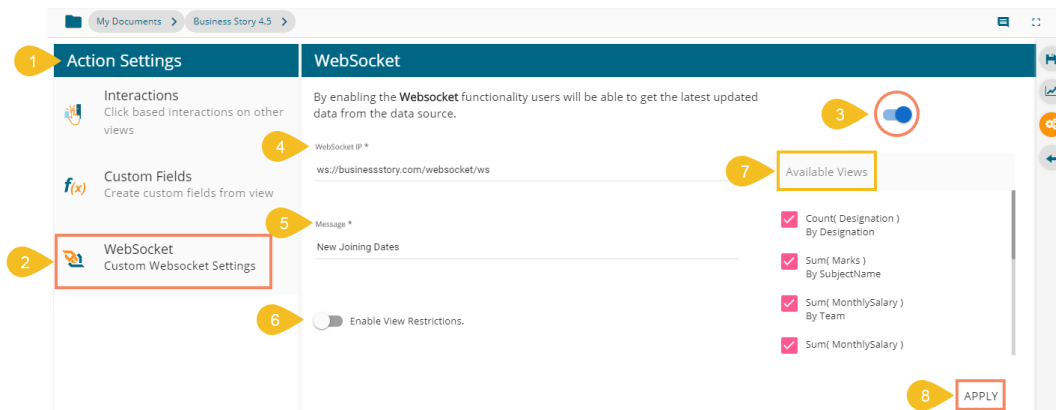 My Documents
Business Story 4.5
1
Action Settings
WebSocket
Interactions
Click based interactions on other
views
Custom Fields
Create custom fields from view
f(x)
2
WebSocket
Custom Websocket Settings
By enabling the Websocket functionality users will be able to get the latest updated
data from the data source.
3
4
WebSocket IP *
ws://businessstory.com/websocket/ws
5
Message *
New Joining Dates
6
Enable View Restrictions.
7
Available Views
Count( Designation )
By Designation
Sum( Marks )
By SubjectName
Sum( MonthlySalary )
By Team
Sum( MonthlySalary )
8
APPLY